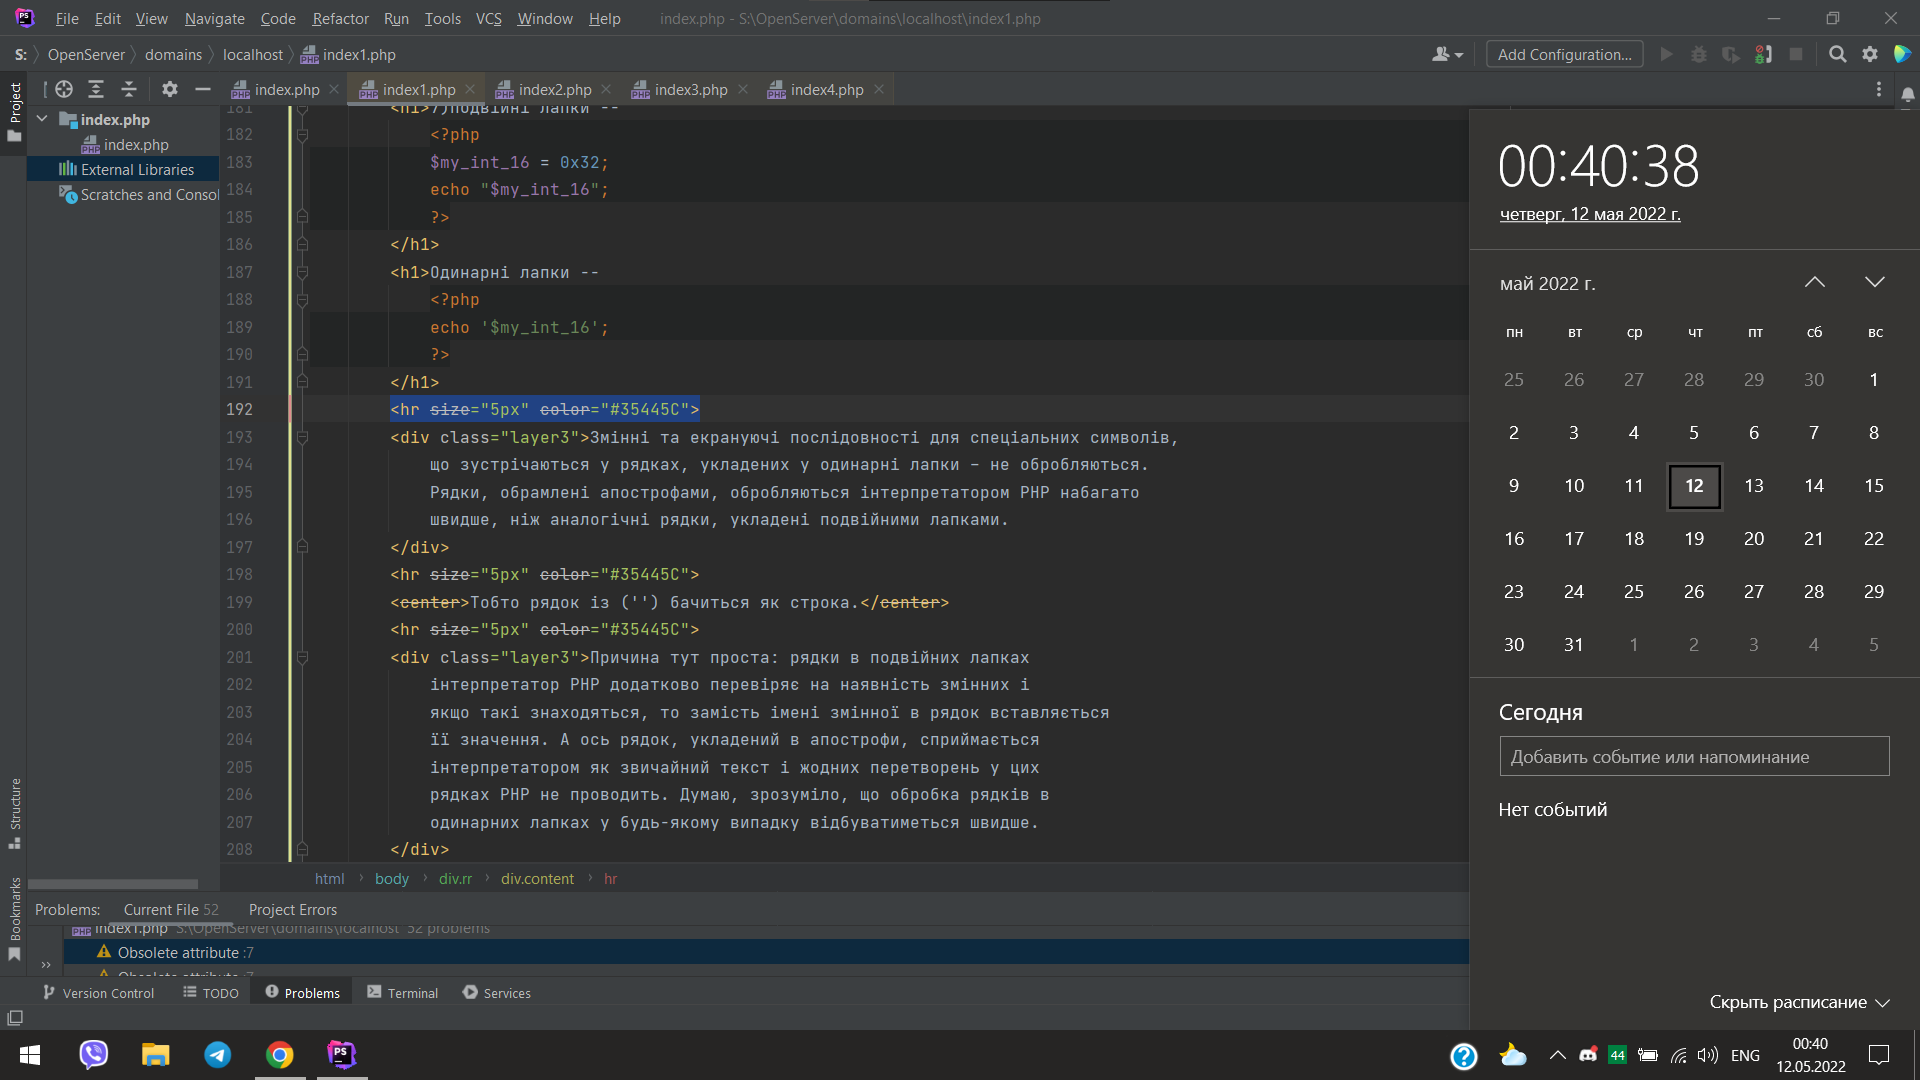 File Edit View Navigate Code Refactor Run Tools VCS Window Help index.php - S:\OpenServer\domains\localhost\index1.php
S: OpenServer domains localhost index1.php Add Configuration...
Project
index.php index1.php index2.php index3.php index4.php
index.php
index.php
External Libraries
Scratches and Consol
181 <h1>7)Подвійні лапки --
182 <?php
183 $my_int_16 = 0x32;
184 echo "$my_int_16";
185 ?>
186 </h1>
187 <h1>Одинарні лапки --
188 <?php
189 echo '$my_int_16';
190 ?>
191 </h1>
192 <hr size="5px" color="#35445C">
193 <div class="layer3">Змінні та екрануючі послідовності для спеціальних символів,
194 що зустрічаються у рядках, укладених у одинарні лапки – не обробляються.
195 Рядки, обрамлені апострофами, обробляються інтерпретатором PHP набагато
196 швидше, ніж аналогічні рядки, укладені подвійними лапками.
197 </div>
198 <hr size="5px" color="#35445C">
199 <center>Тобто рядок із ('') бачиться як строка.</center>
200 <hr size="5px" color="#35445C">
201 <div class="layer3">Причина тут проста: рядки в подвійних лапках
202 інтерпретатор PHP додатково перевіряє на наявність змінних і
203 якщо такі знаходяться, то замість імені змінної в рядок вставляється
204 її значення. А ось рядок, укладений в апострофи, сприймається
205 інтерпретатором як звичайний текст і жодних перетворень у цих
206 рядках PHP не проводить. Думаю, зрозуміло, що обробка рядків в
207 одинарних лапках у будь-якому випадку відбуватиметься швидше.
208 </div>
html body div.rr div.content hr
Structure
Bookmarks
Problems: Current File 52 Project Errors
index1.php S:\OpenServer\domains\localhost 52 problems
Obsolete attribute :7
Obsolete attribute :7
Version Control TODO Problems Terminal Services
00:40:38
четверг, 12 мая 2022 г.
май 2022 г.
пн вт ср чт пт сб вс
25 26 27 28 29 30 1
2 3 4 5 6 7 8
9 10 11 12 13 14 15
16 17 18 19 20 21 22
23 24 25 26 27 28 29
30 31 1 2 3 4 5
Сегодня
Добавить событие или напоминание
Нет событий
Скрыть расписание
PS 44 ENG 00:40
12.05.2022